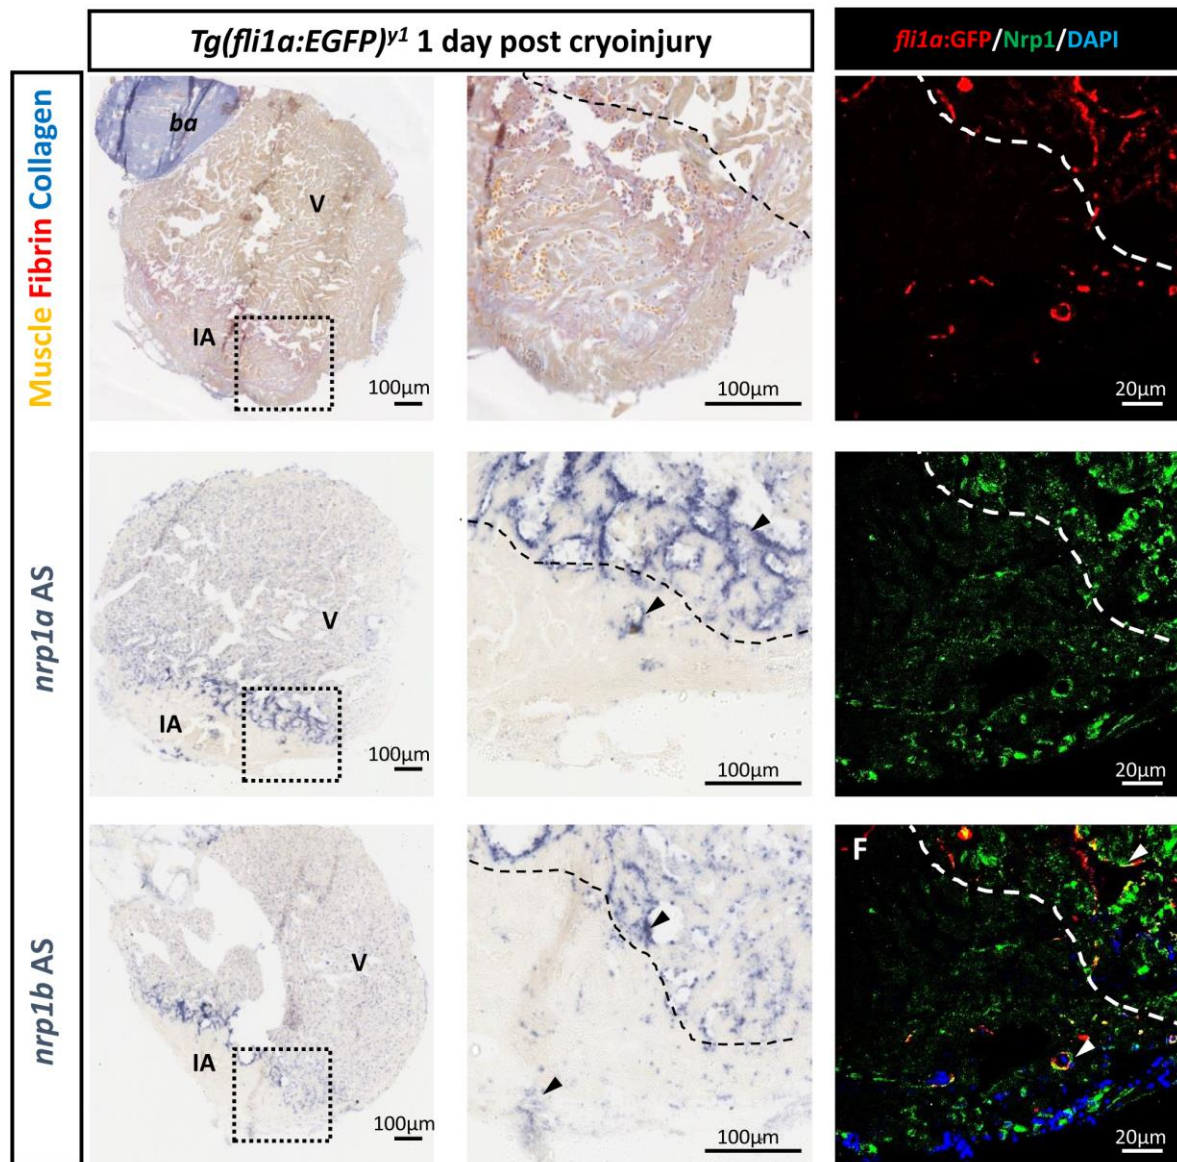 Tg(fli1a:EGFP)y1 1 day post cryoinjury
fli1a:GFP/Nrp1/DAPI
Muscle Fibrin Collagen
ba
V
IA
100µm
100µm
20µm
nrp1a AS
V
IA
100µm
100µm
20µm
nrp1b AS
V
IA
100µm
100µm
F
20µm